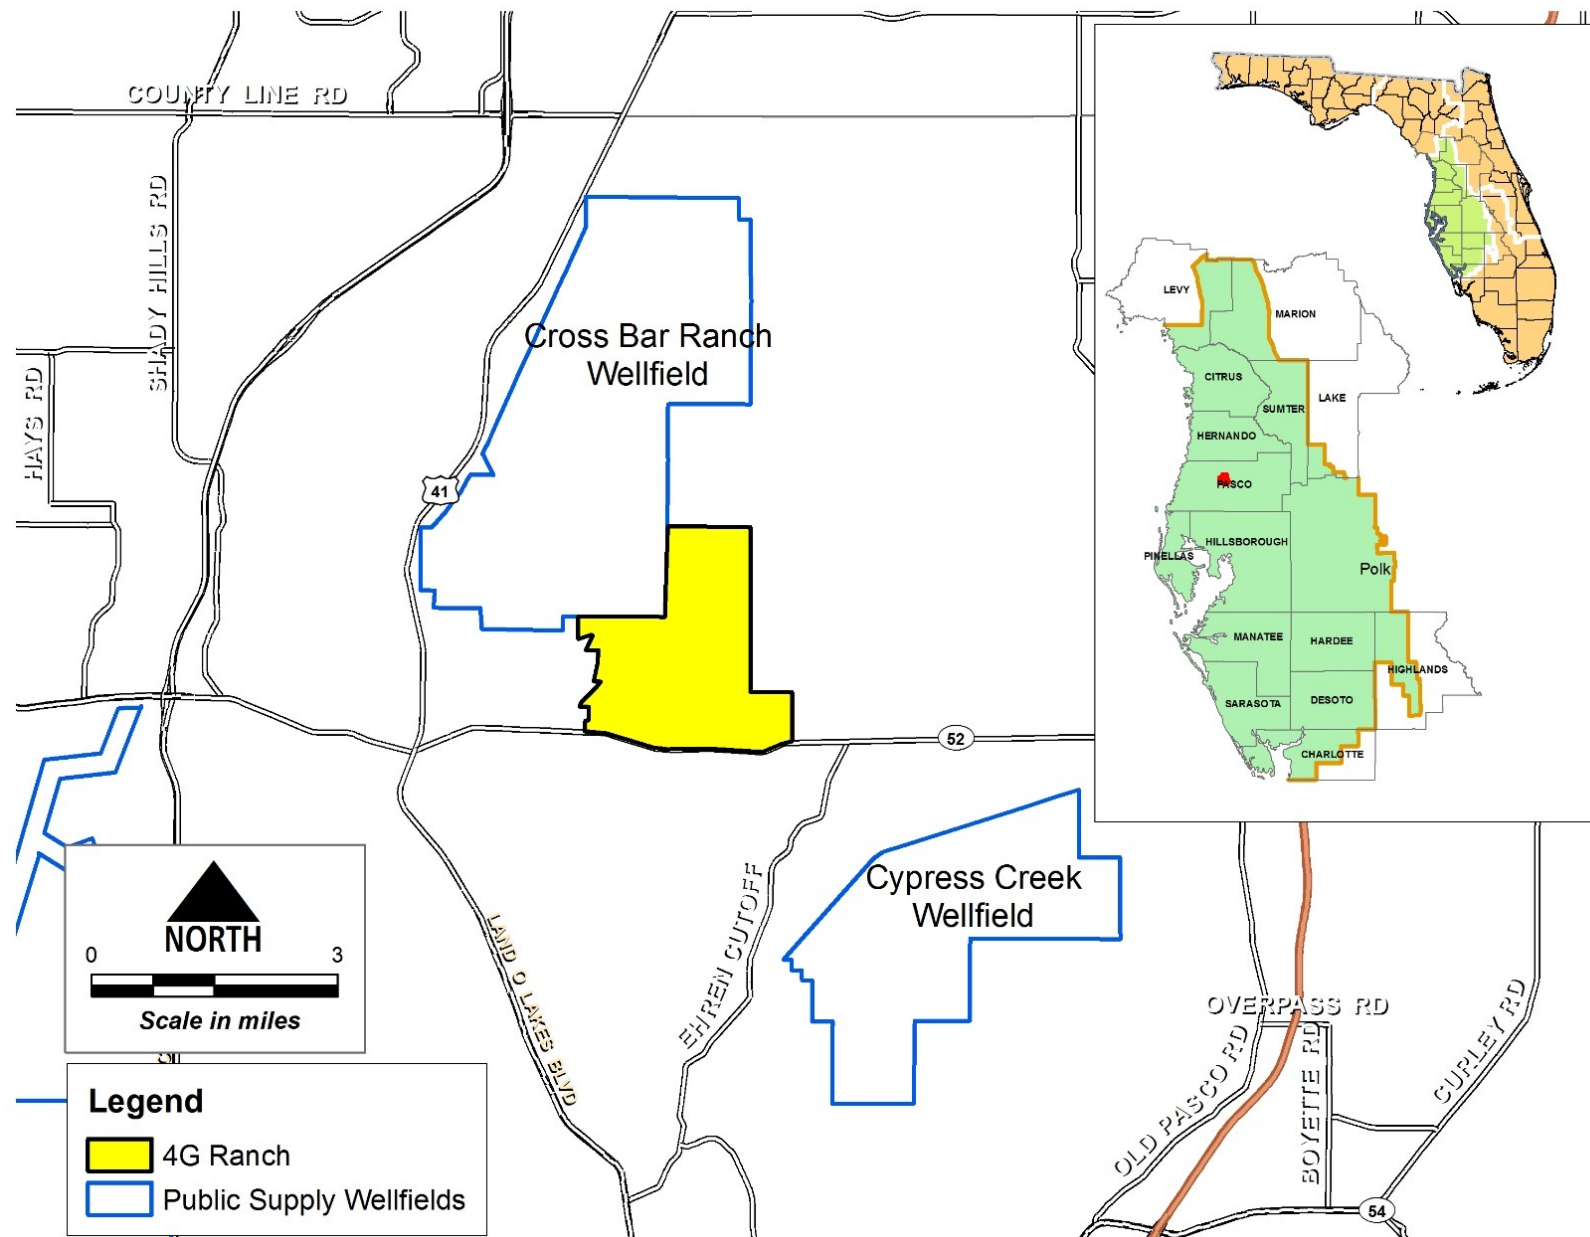 COUNTY LINE RD
SHADY HILLS RD
HAYS RD
Cross Bar Ranch
Wellfield
41
52
Cypress Creek
Wellfield
EHREN CUTOFF
LAND O LAKES BLVD
OVERPASS RD
OLD PASCO RD
BOYETTE RD
CURLEY RD
54
LEVY
MARION
CITRUS
SUMTER
LAKE
HERNANDO
PASCO
HILLSBOROUGH
PINELLAS
Polk
MANATEE
HARDEE
HIGHLANDS
SARASOTA
DESOTO
CHARLOTTE
NORTH
0 3
Scale in miles
Legend
4G Ranch
Public Supply Wellfields